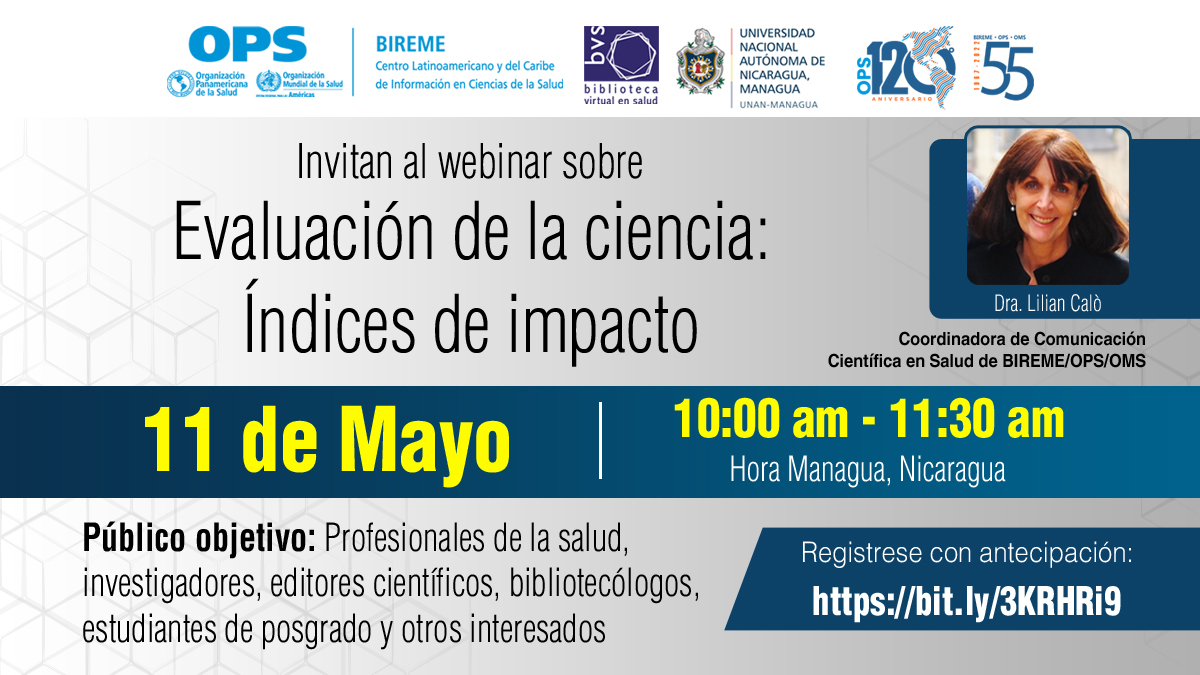 OPS
Organización
Panamericana
de la Salud
Organización
Mundial de la Salud
Américas
BIREME
Centro Latinoamericano y del Caribe
de Información en Ciencias de la Salud
bvs
biblioteca
virtual en salud
UNIVERSIDAD
NACIONAL
AUTÓNOMA DE
NICARAGUA,
MANAGUA
UNAN-MANAGUA
OPS
120º
ANIVERSARIO
BIREME • OPS • OMS
1967 - 2022
55
Invitan al webinar sobre
Evaluación de la ciencia:
Índices de impacto
Dra. Lilian Calò
Coordinadora de Comunicación
Científica en Salud de BIREME/OPS/OMS
11 de Mayo
10:00 am - 11:30 am
Hora Managua, Nicaragua
Público objetivo: Profesionales de la salud,
investigadores, editores científicos, bibliotecólogos,
estudiantes de posgrado y otros interesados
Registrese con antecipación:
https://bit.ly/3KRHRi9